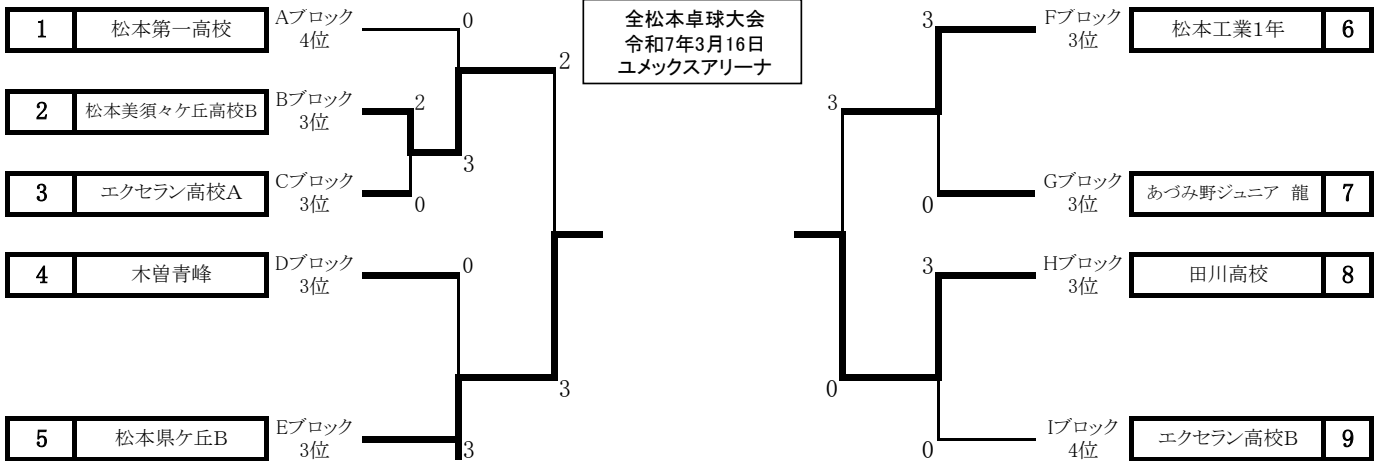 全松本卓球大会
令和7年3月16日
ユメックスアリーナ
1 松本第一高校 Aブロック 4位 0
2 松本美須々ケ丘高校B Bブロック 3位 2
3
3 エクセラン高校A Cブロック 3位 0
2
4 木曽青峰 Dブロック 3位 0
3
5 松本県ケ丘B Eブロック 3位 3
3 Fブロック 3位 松本工業1年 6
3
0 Gブロック 3位 あづみ野ジュニア 龍 7
3 Hブロック 3位 田川高校 8
0
0 Iブロック 4位 エクセラン高校B 9